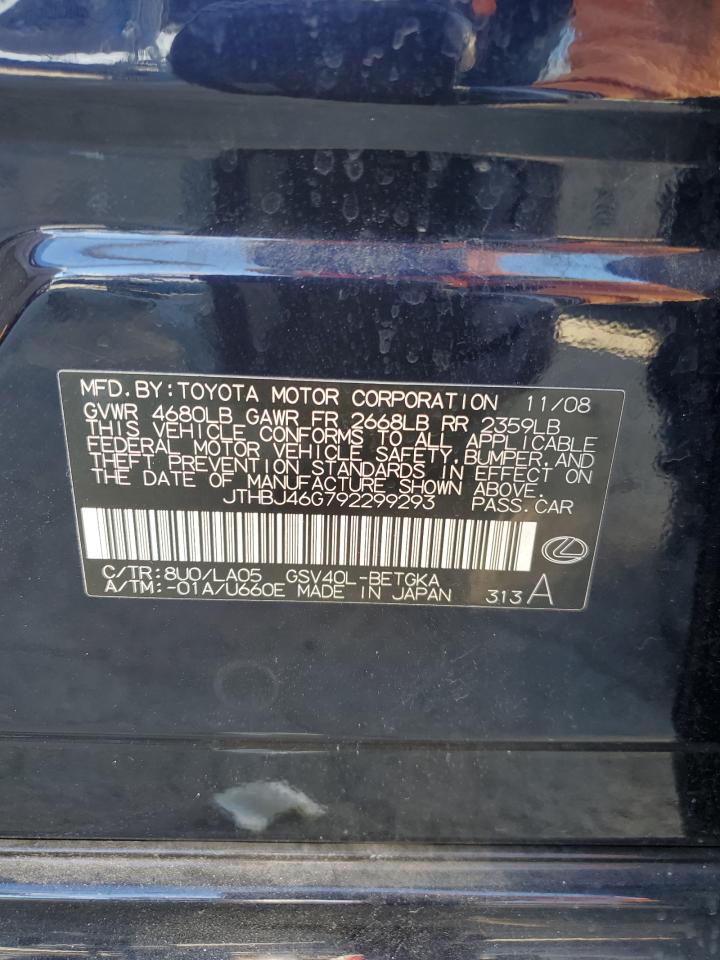 MFD.BY:TOYOTA MOTOR CORPORATION 11/08
GVWR 4680LB GAWR FR 2668LB RR 2359LB
THIS VEHICLE CONFORMS TO ALL APPLICABLE
FEDERAL MOTOR VEHICLE SAFETY,BUMPER,AND
THEFT PREVENTION STANDARDS IN EFFECT ON
THE DATE OF MANUFACTURE SHOWN ABOVE.
JTHBJ46G792299293 PASS.CAR
C/TR:8U0/LA05 GSV40L-BETGKA
A/TM:-01A/U660E MADE IN JAPAN 313A